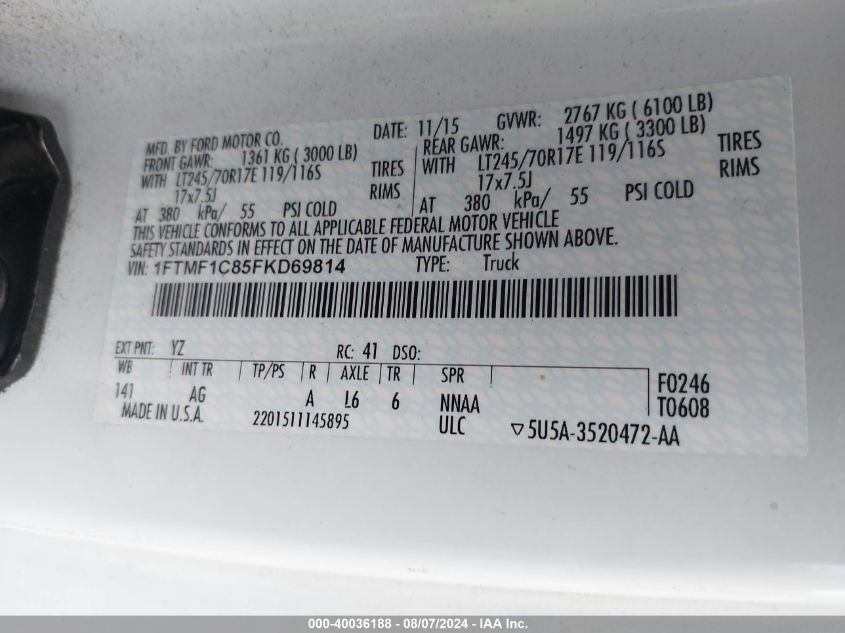 MFD. BY FORD MOTOR CO. DATE: 11/15 GVWR: 2767 KG ( 6100 LB)
FRONT GAWR: 1361 KG ( 3000 LB) REAR GAWR: 1497 KG ( 3300 LB)
WITH LT245/70R17E 119/116S TIRES WITH LT245/70R17E 119/116S TIRES
17x7.5J RIMS 17x7.5J RIMS
AT 380 kPa/ 55 PSI COLD AT 380 kPa/ 55 PSI COLD
THIS VEHICLE CONFORMS TO ALL APPLICABLE FEDERAL MOTOR VEHICLE
SAFETY STANDARDS IN EFFECT ON THE DATE OF MANUFACTURE SHOWN ABOVE.
VIN: 1FTMF1C85FKD69814 TYPE: Truck
EXT PNT: YZ RC: 41 DSO:
WB INT TR TP/PS R AXLE TR SPR F0246
141 AG A L6 6 NNAA T0608
MADE IN U.S.A. 2201511145895 ULC ▽5U5A-3520472-AA
000-40036188 - 08/07/2024 - IAA Inc.